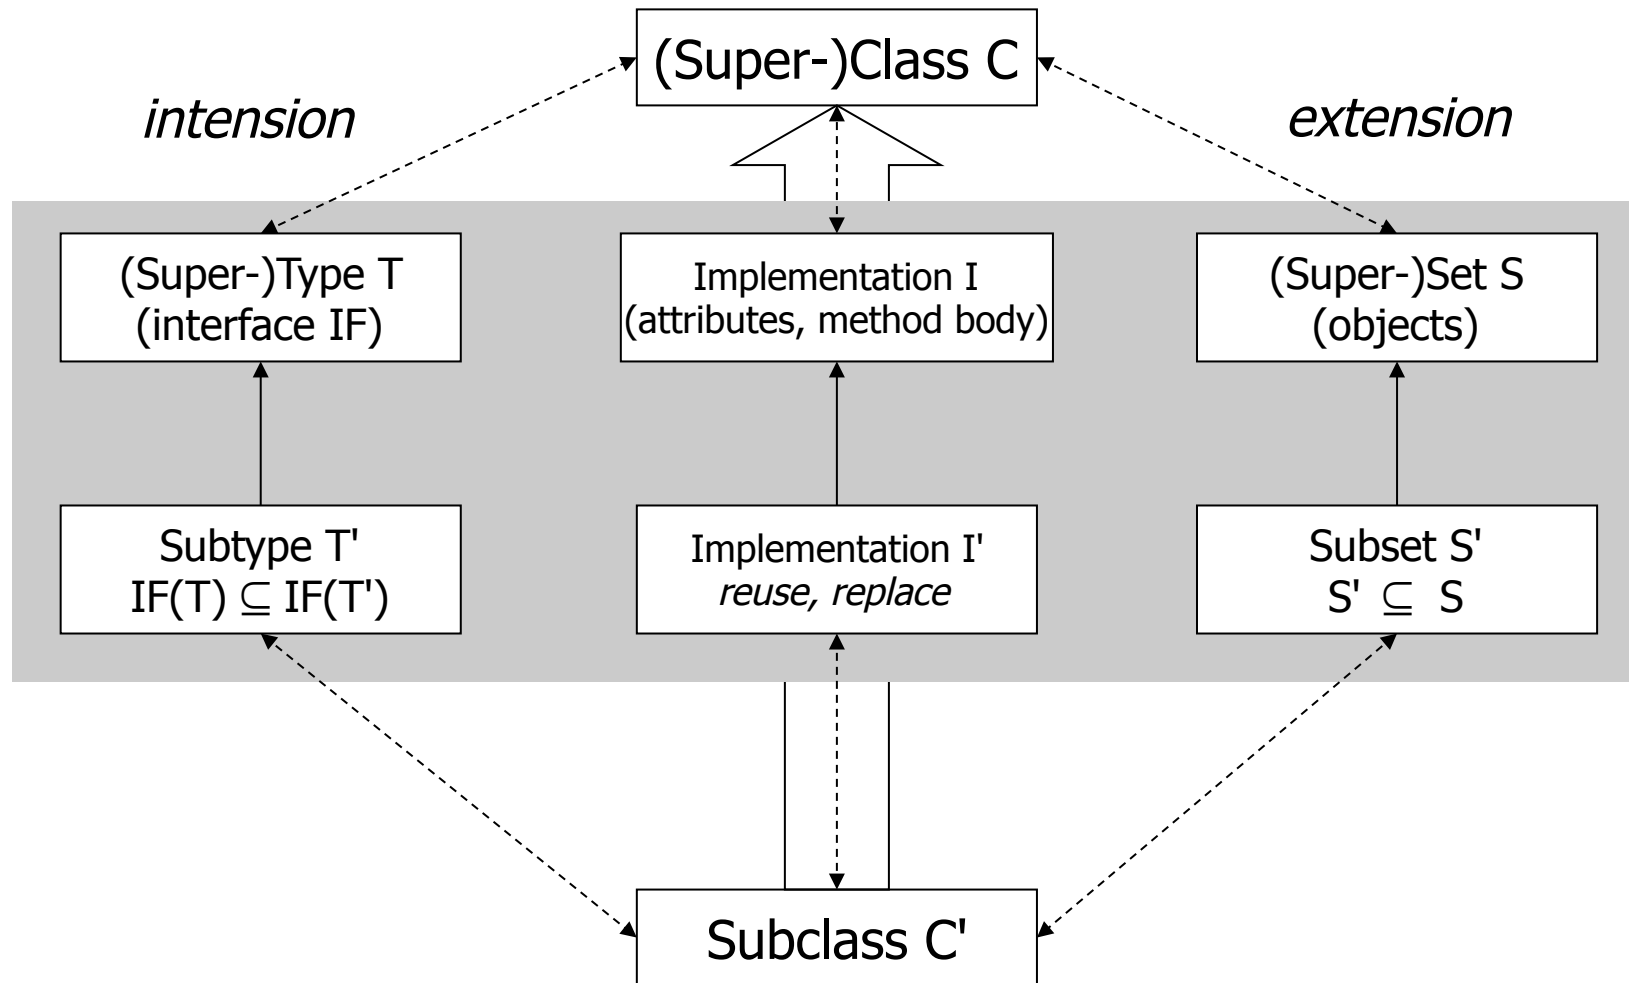 (Super-)Class C
intension
extension
(Super-)Type T
(interface IF)
Implementation I
(attributes, method body)
(Super-)Set S
(objects)
Subtype T'
IF(T) ⊆ IF(T')
Implementation I'
reuse, replace
Subset S'
S' ⊆ S
Subclass C'